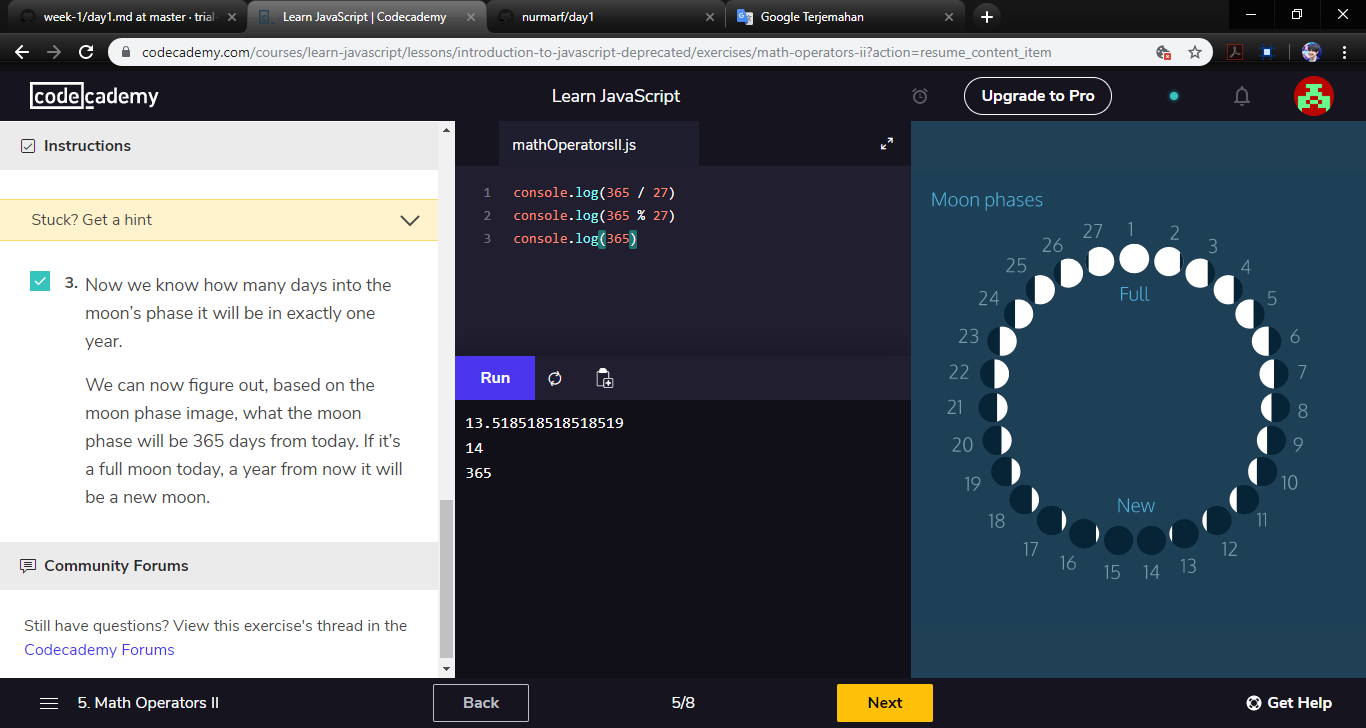 week-1/day1.md at master · trial-
Learn JavaScript | Codecademy
nurmarf/day1
Google Terjemahan
codecademy.com/courses/learn-javascript/lessons/introduction-to-javascript-deprecated/exercises/math-operators-ii?action=resume_content_item
codecademy
Learn JavaScript
Upgrade to Pro
Instructions
Stuck? Get a hint
3. Now we know how many days into the
moon's phase it will be in exactly one
year.
We can now figure out, based on the
moon phase image, what the moon
phase will be 365 days from today. If it's
a full moon today, a year from now it will
be a new moon.
Community Forums
Still have questions? View this exercise's thread in the
Codecademy Forums
mathOperatorsII.js
1 console.log(365 / 27)
2 console.log(365 % 27)
3 console.log(365)
Run
13.518518518518519
14
365
Moon phases
1
2
3
4
5
6
7
8
9
10
11
12
13
14
15
16
17
18
19
20
21
22
23
24
25
26
27
Full
New
5. Math Operators II
Back
5/8
Next
Get Help